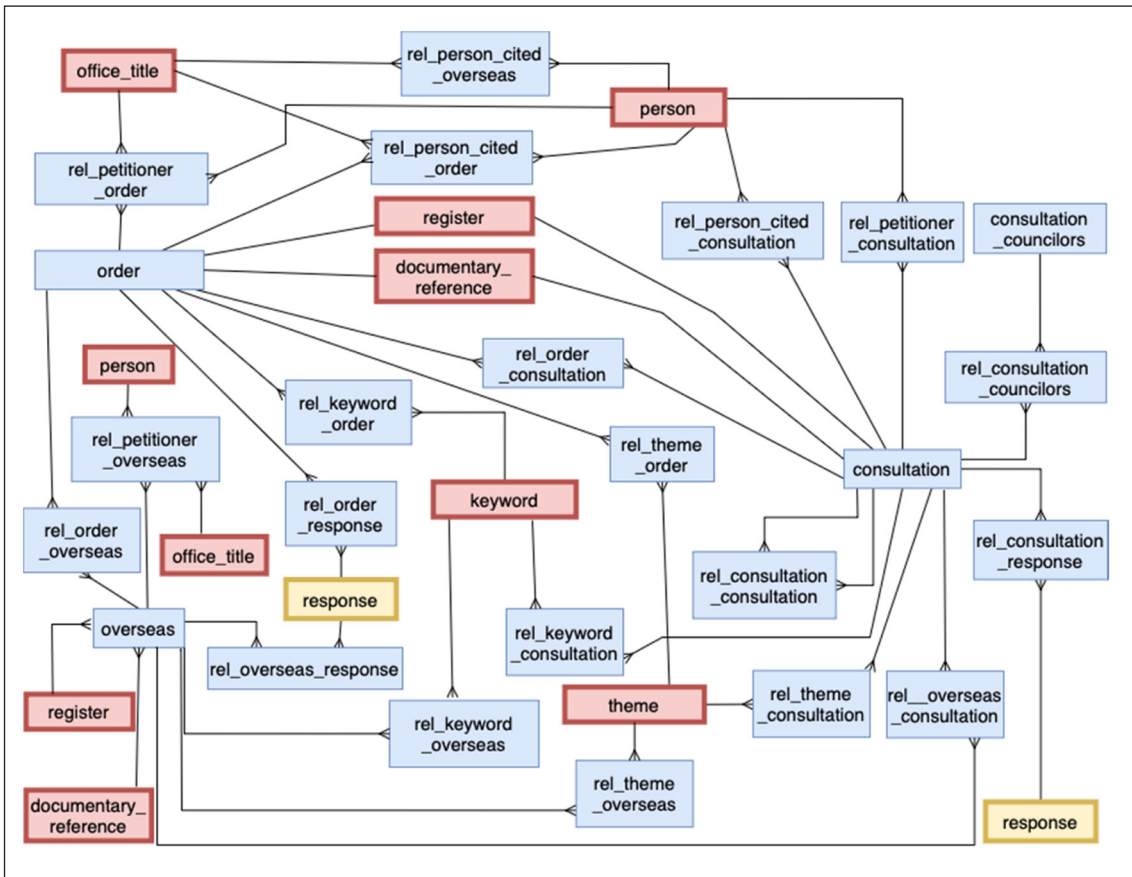 office_title
rel_person_cited
_overseas
person
rel_petitioner
_order
rel_person_cited
_order
register
rel_person_cited
_consultation
rel_petitioner
_consultation
consultation
_councilors
order
documentary_
reference
person
rel_order
_consultation
rel_consultation
_councilors
rel_keyword
_order
rel_petitioner
_overseas
rel_theme
_order
consultation
keyword
rel_order
_response
rel_order
_overseas
office_title
rel_consultation
_response
rel_consultation
_consultation
response
overseas
rel_keyword
_consultation
rel_overseas_response
register
rel_keyword
_overseas
theme
rel_theme
_consultation
rel__overseas
_consultation
rel_theme
_overseas
documentary_
reference
response